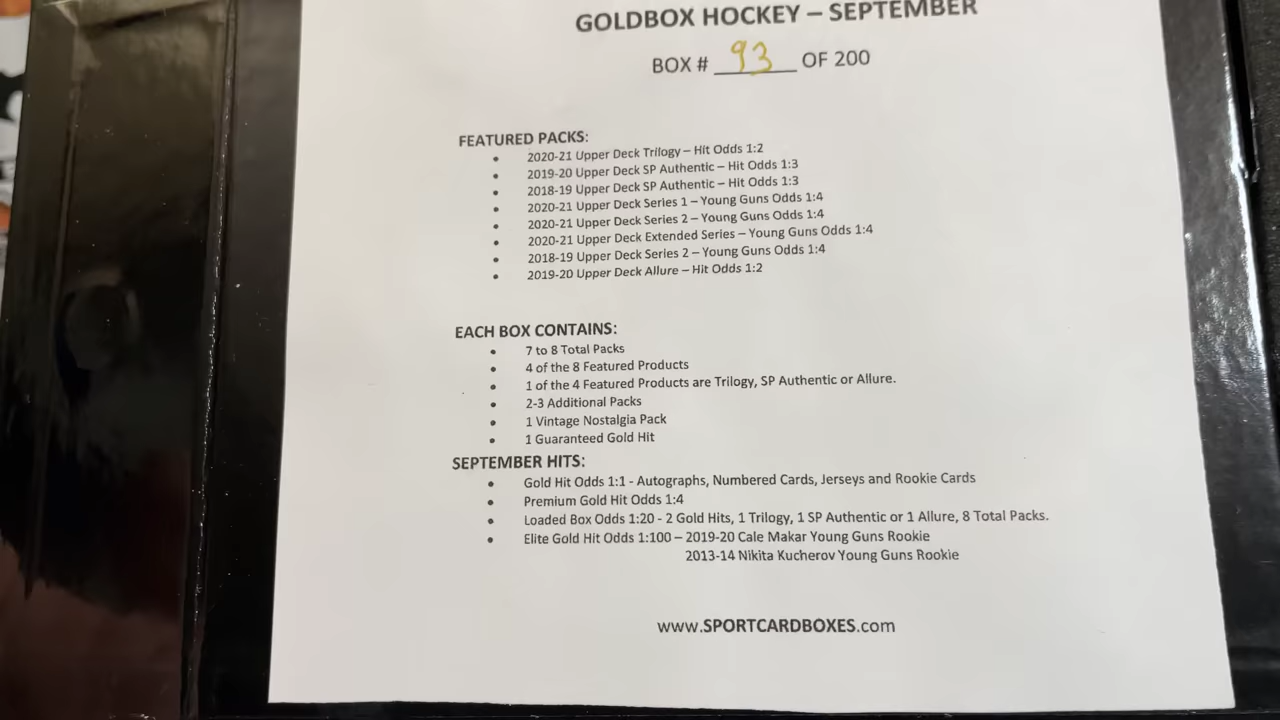 GOLDBOX HOCKEY – SEPTEMBER
BOX # 93 OF 200
FEATURED PACKS:
• 2020-21 Upper Deck Trilogy – Hit Odds 1:2
• 2019-20 Upper Deck SP Authentic – Hit Odds 1:3
• 2018-19 Upper Deck SP Authentic – Hit Odds 1:3
• 2020-21 Upper Deck Series 1 – Young Guns Odds 1:4
• 2020-21 Upper Deck Series 2 – Young Guns Odds 1:4
• 2020-21 Upper Deck Extended Series – Young Guns Odds 1:4
• 2018-19 Upper Deck Series 2 – Young Guns Odds 1:4
• 2019-20 Upper Deck Allure – Hit Odds 1:2
EACH BOX CONTAINS:
• 7 to 8 Total Packs
• 4 of the 8 Featured Products
• 1 of the 4 Featured Products are Trilogy, SP Authentic or Allure.
• 2-3 Additional Packs
• 1 Vintage Nostalgia Pack
• 1 Guaranteed Gold Hit
SEPTEMBER HITS:
• Gold Hit Odds 1:1 - Autographs, Numbered Cards, Jerseys and Rookie Cards
• Premium Gold Hit Odds 1:4
• Loaded Box Odds 1:20 - 2 Gold Hits, 1 Trilogy, 1 SP Authentic or 1 Allure, 8 Total Packs.
• Elite Gold Hit Odds 1:100 – 2019-20 Cale Makar Young Guns Rookie
2013-14 Nikita Kucherov Young Guns Rookie
www.SPORTCARDBOXES.com